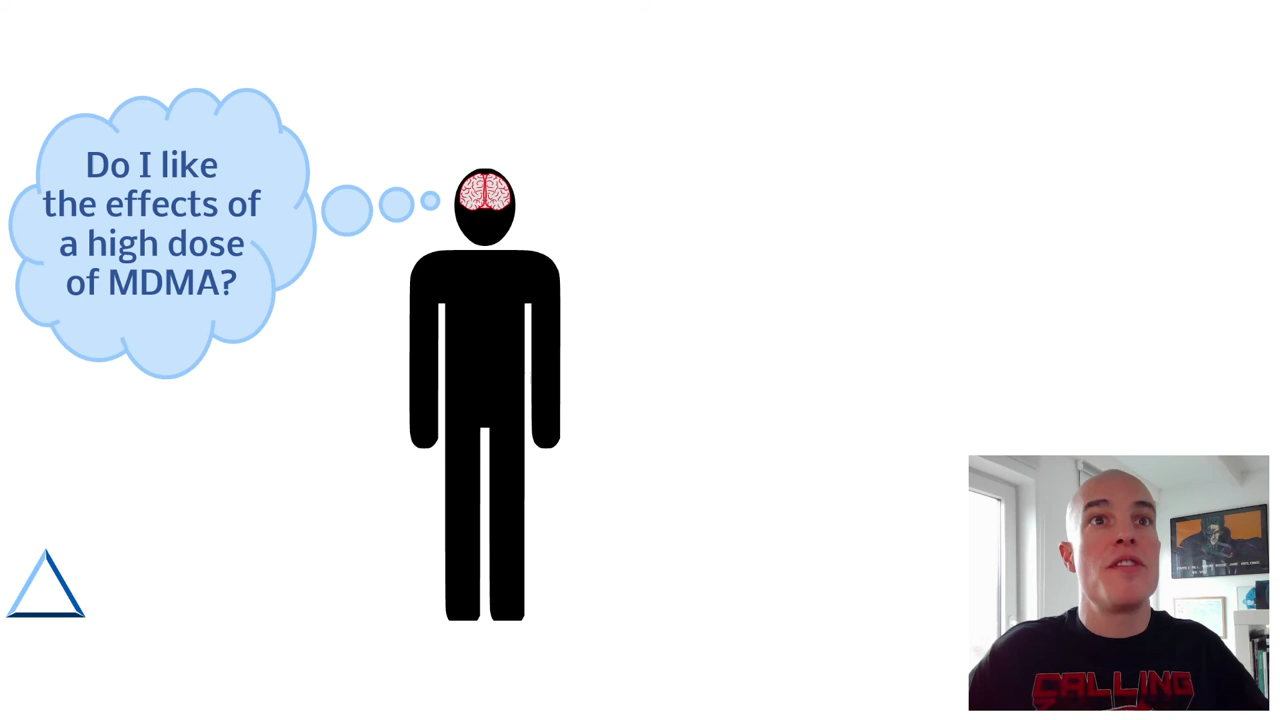 Do I like
the effects of
a high dose
of MDMA?
CALLING